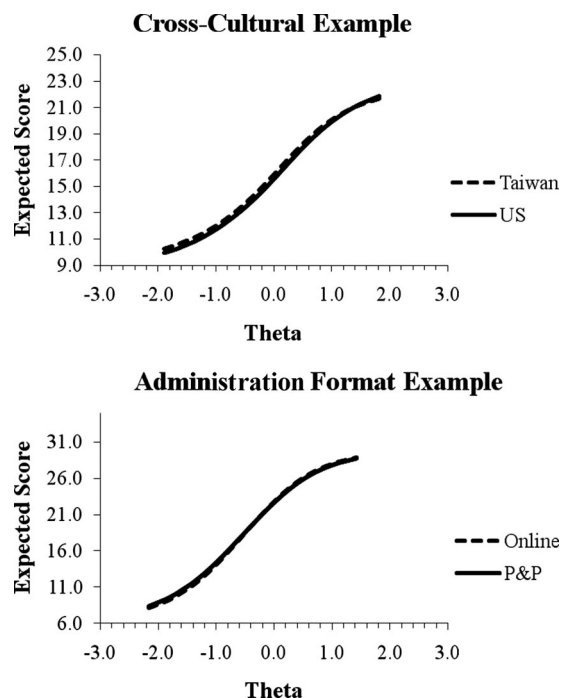 Cross-Cultural Example
25.0
23.0
21.0
19.0
17.0
15.0
13.0
11.0
9.0
Expected Score
-3.0 -2.0 -1.0 0.0 1.0 2.0 3.0
Theta
Taiwan
US
Administration Format Example
31.0
26.0
21.0
16.0
11.0
6.0
Expected Score
-3.0 -2.0 -1.0 0.0 1.0 2.0 3.0
Theta
Online
P&P